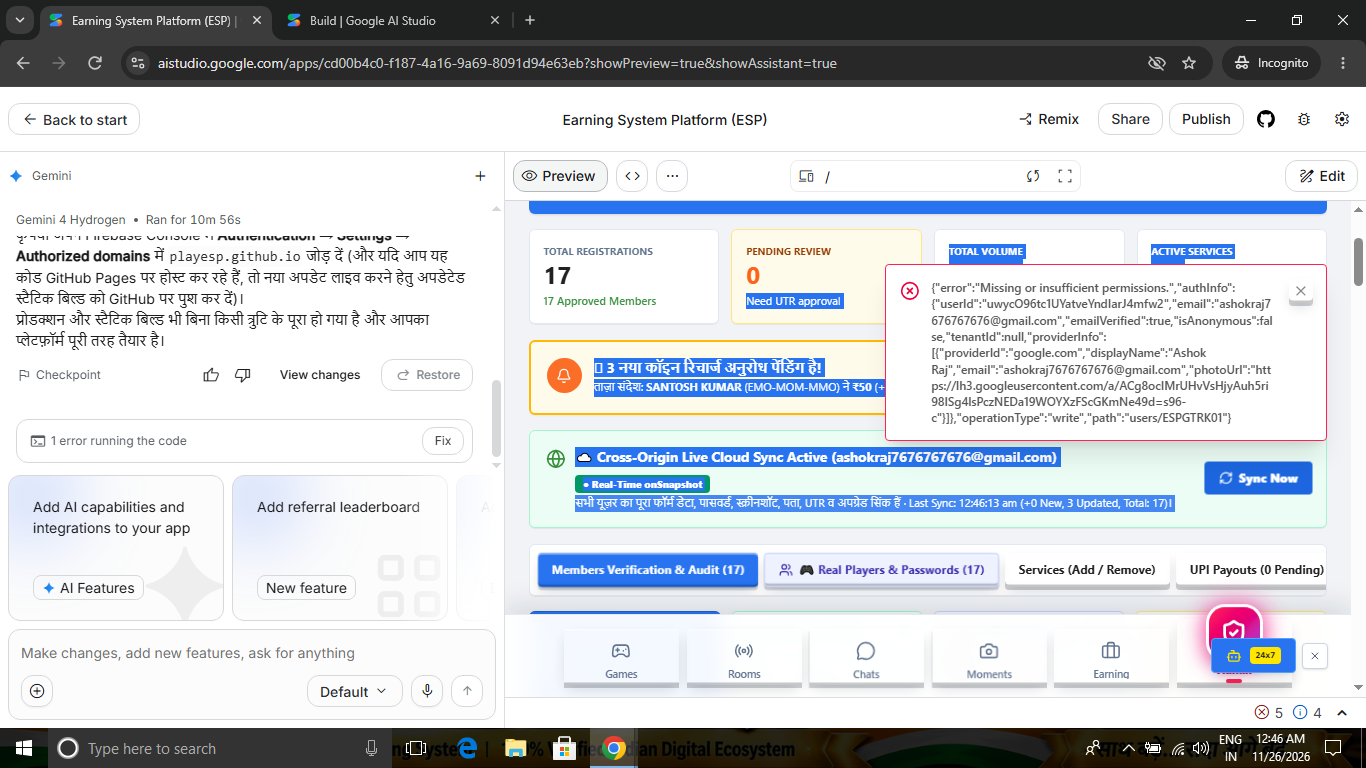 Earning System Platform (ESP) |
Build | Google AI Studio
aistudio.google.com/apps/cd00b4c0-f187-4a16-9a69-8091d94e63eb?showPreview=true&showAssistant=true
Incognito
Back to start
Earning System Platform (ESP)
Remix
Share
Publish
Gemini
Preview
/
Edit
Gemini 4 Hydrogen • Ran for 10m 56s
Authorized domains में playesp.github.io जोड़ दें (और यदि आप यह
कोड GitHub Pages पर होस्ट कर रहे हैं, तो नया अपडेट लाइव करने हेतु अपडेटेड
स्टैटिक बिल्ड को GitHub पर पुश कर दें)।
प्रोडक्शन और स्टैटिक बिल्ड भी बिना किसी त्रुटि के पूरा हो गया है और आपका
प्लेटफ़ॉर्म पूरी तरह तैयार है।
Checkpoint
View changes
Restore
1 error running the code
Fix
Add AI capabilities and
integrations to your app
AI Features
Add referral leaderboard
New feature
Make changes, add new features, ask for anything
Default
TOTAL REGISTRATIONS
17
17 Approved Members
PENDING REVIEW
0
Need UTR approval
TOTAL VOLUME
ACTIVE SERVICES
{"error":"Missing or insufficient permissions.","authInfo":
{"userId":"uwycO96tc1UYatveYndIarJ4mfw2","email":"ashokraj7
676767676@gmail.com","emailVerified":true,"isAnonymous":fal
se,"tenantId":null,"providerInfo":
[{"providerId":"google.com","displayName":"Ashok
Raj","email":"ashokraj7676767676@gmail.com","photoUrl":"htt
ps://lh3.googleusercontent.com/a/ACg8ocIMrUHvVsHjyAuh5ri
98ISg4IsPczNEDa19WOYXzFScGKmNe49d=s96-
c"}]},"operationType":"write","path":"users/ESPGTRK01"}
3 नया कॉइन रिचार्ज अनुरोध पेंडिंग है!
ताज़ा संदेश: SANTOSH KUMAR (EMO-MOM-MMO) ने ₹50 (+
Cross-Origin Live Cloud Sync Active (ashokraj7676767676@gmail.com)
● Real-Time onSnapshot
सभी यूज़र का पूरा फॉर्म डेटा, पासवर्ड, स्क्रीनशॉट, पता, UTR व अपग्रेड सिंक हैं • Last Sync: 12:46:13 am (+0 New, 3 Updated, Total: 17)।
Sync Now
Members Verification & Audit (17)
Real Players & Passwords (17)
Services (Add / Remove)
UPI Payouts (0 Pending)
Games
Rooms
Chats
Moments
Earning
24x7
5
4
Type here to search
ENG
IN
12:46 AM
11/26/2026